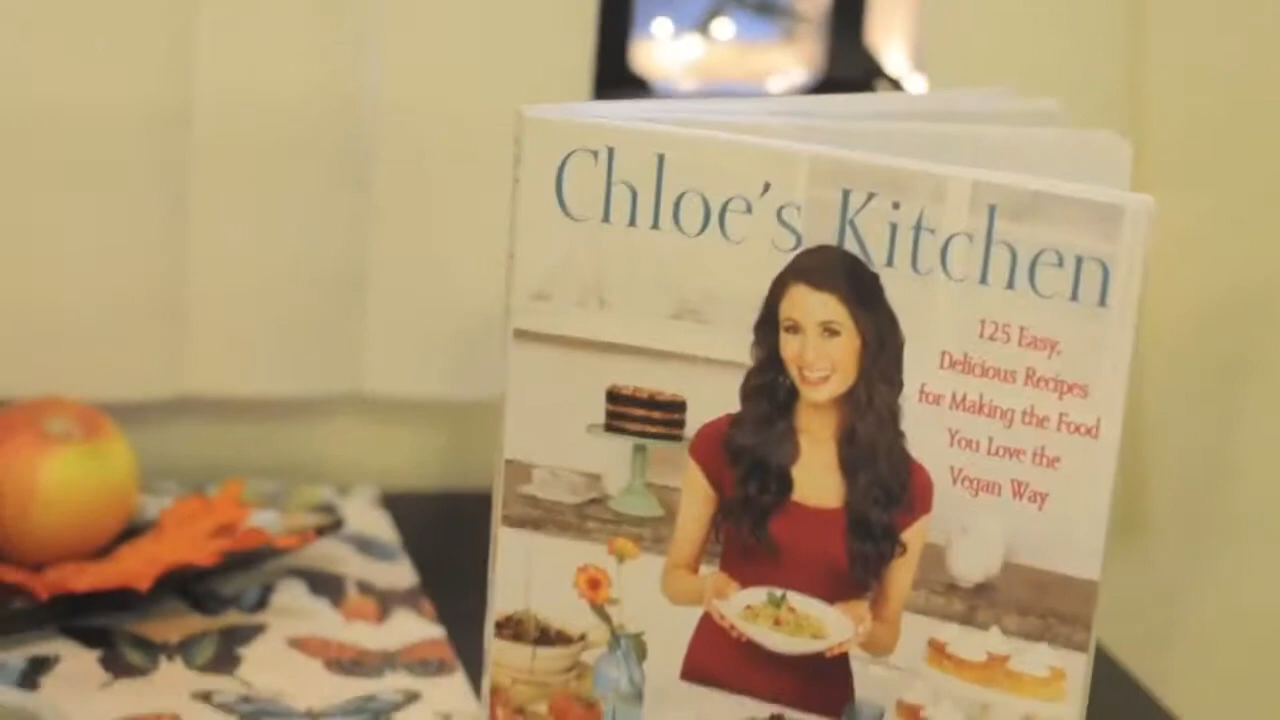 Chloe's Kitchen
125 Easy,
Delicious Recipes
for Making the Food
You Love the
Vegan Way